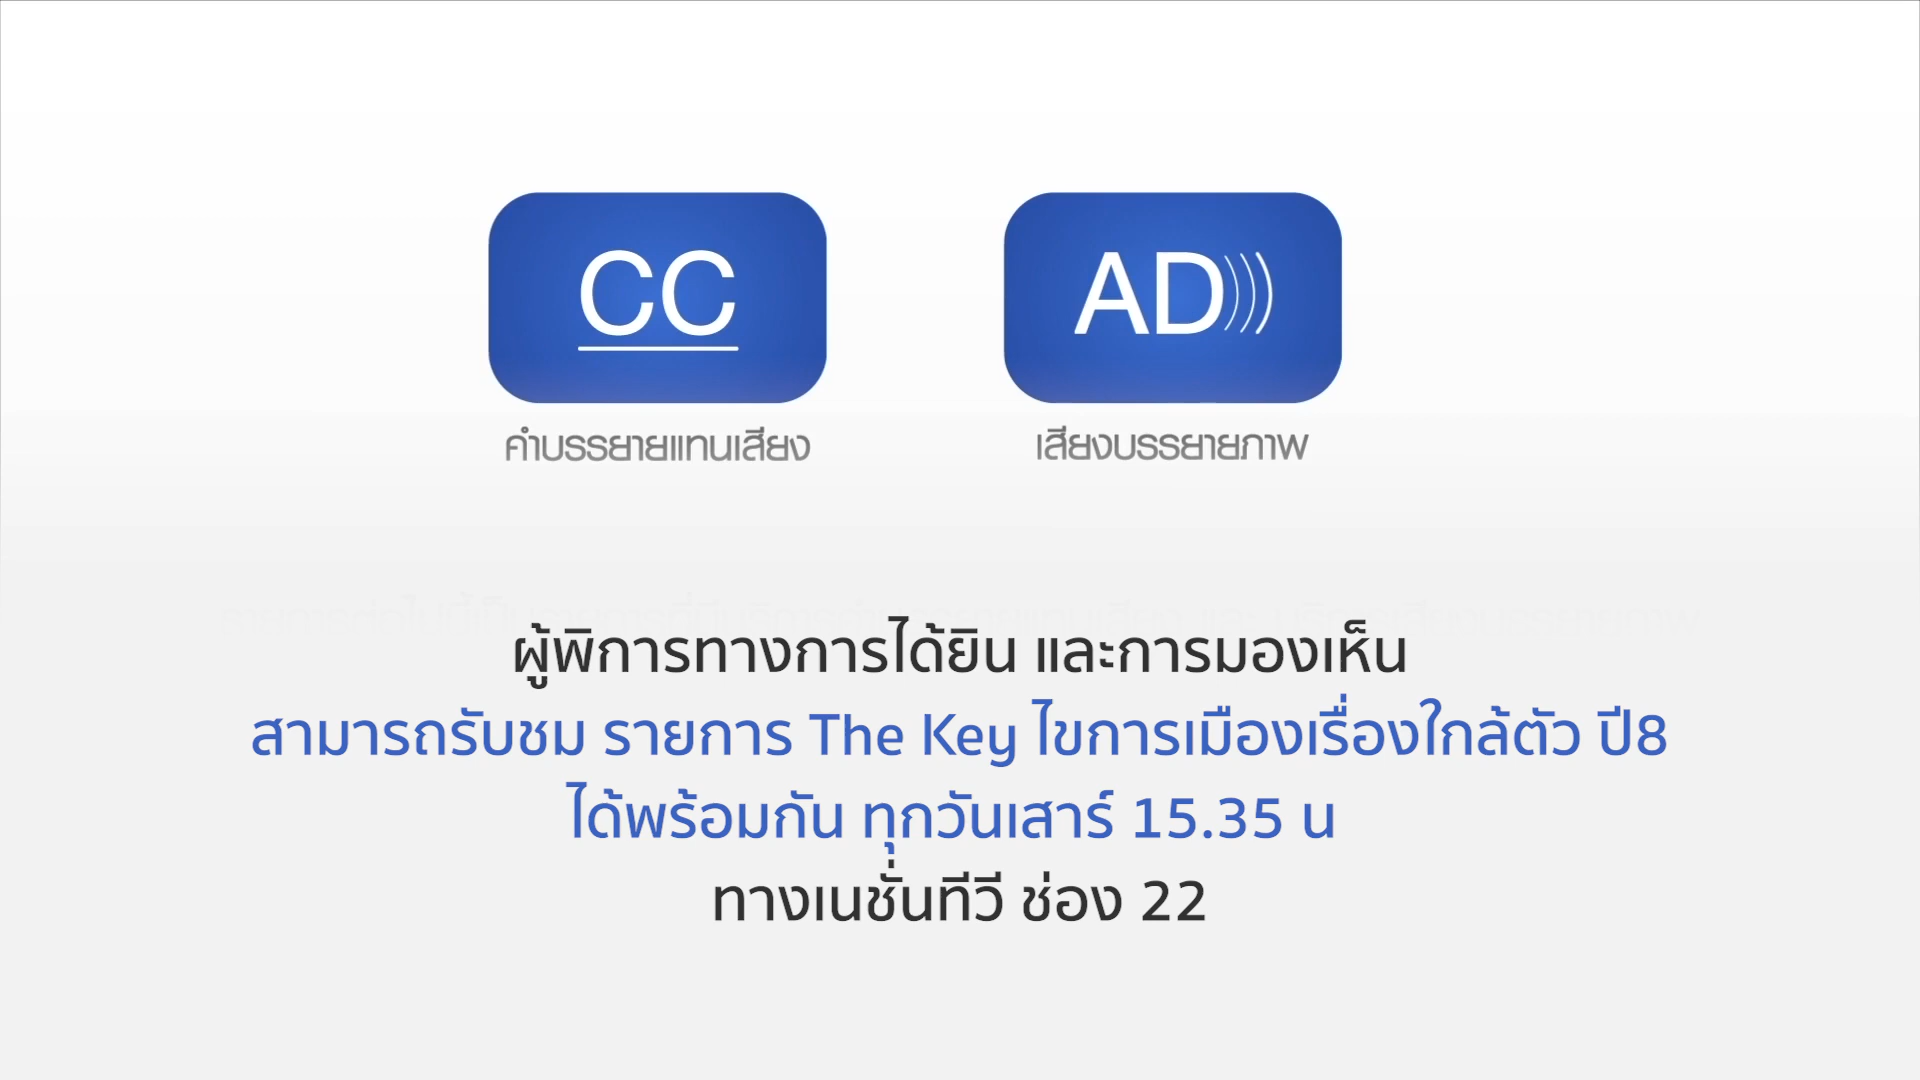 CC
AD
คำบรรยายแทนเสียง
เสียงบรรยายภาพ
ผู้พิการทางการได้ยิน และการมองเห็น
สามารถรับชม รายการ The Key ไขการเมืองเรื่องใกล้ตัว ปี8
ได้พร้อมกัน ทุกวันเสาร์ 15.35 น
ทางเนชั่นทีวี ช่อง 22